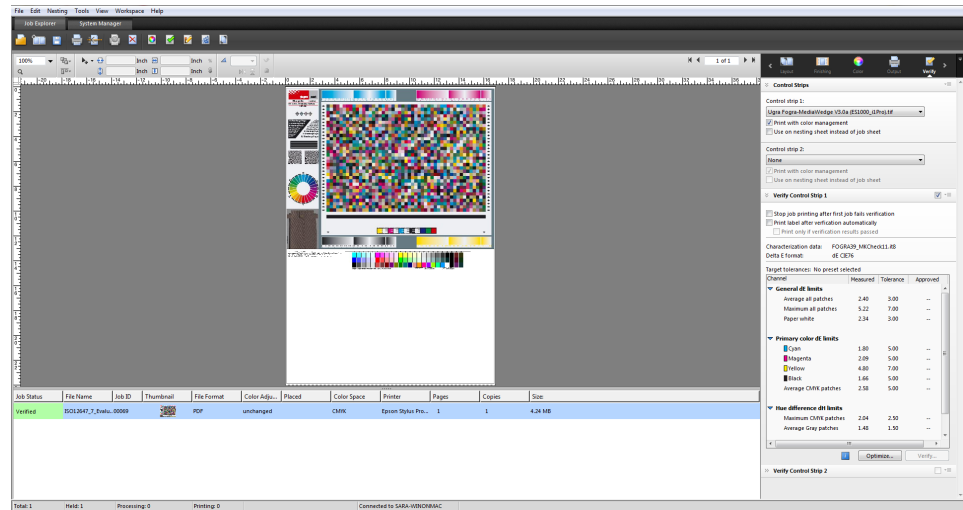 File Edit Nesting Tools View Workspace Help
Job Explorer System Manager
100% Inch Inch 1 of 1
Inch Inch
Layout Finishing Color Output Verify
Control Strips
Control strip 1:
Ugra Fogra-MediaWedge V3.0a (ES1000_i1Pro).tif
Print with color management
Use on nesting sheet instead of job sheet
Control strip 2:
None
Print with color management
Use on nesting sheet instead of job sheet
Verify Control Strip 1
Stop job printing after first job fails verification
Print label after verification automatically
Print only if verification results passed
Characterization data: FOGRA39_MKCheck11.it8
Delta E format: dE CIE76
Target tolerances: No preset selected
Channel Measured Tolerance Approved
General dE limits
Average all patches 2.40 3.00 --
Maximum all patches 5.22 7.00 --
Paper white 2.34 3.00 --
Primary color dE limits
Cyan 1.80 5.00 --
Magenta 2.09 5.00 --
Yellow 4.80 7.00 --
Black 1.66 5.00 --
Average CMYK patches 2.58 5.00 --
Hue difference dH limits
Maximum CMYK patches 2.04 2.50 --
Average Gray patches 1.48 1.50 --
Optimize... Verify...
Verify Control Strip 2
Job Status File Name Job ID Thumbnail File Format Color Adju... Placed Color Space Printer Pages Copies Size
Verified ISO12647_7_Evalu... 00069 PDF unchanged CMYK Epson Stylus Pro... 1 1 4.24 MB
Total: 1 Held: 1 Processing: 0 Printing: 0 Connected to SARA-WINONMAC